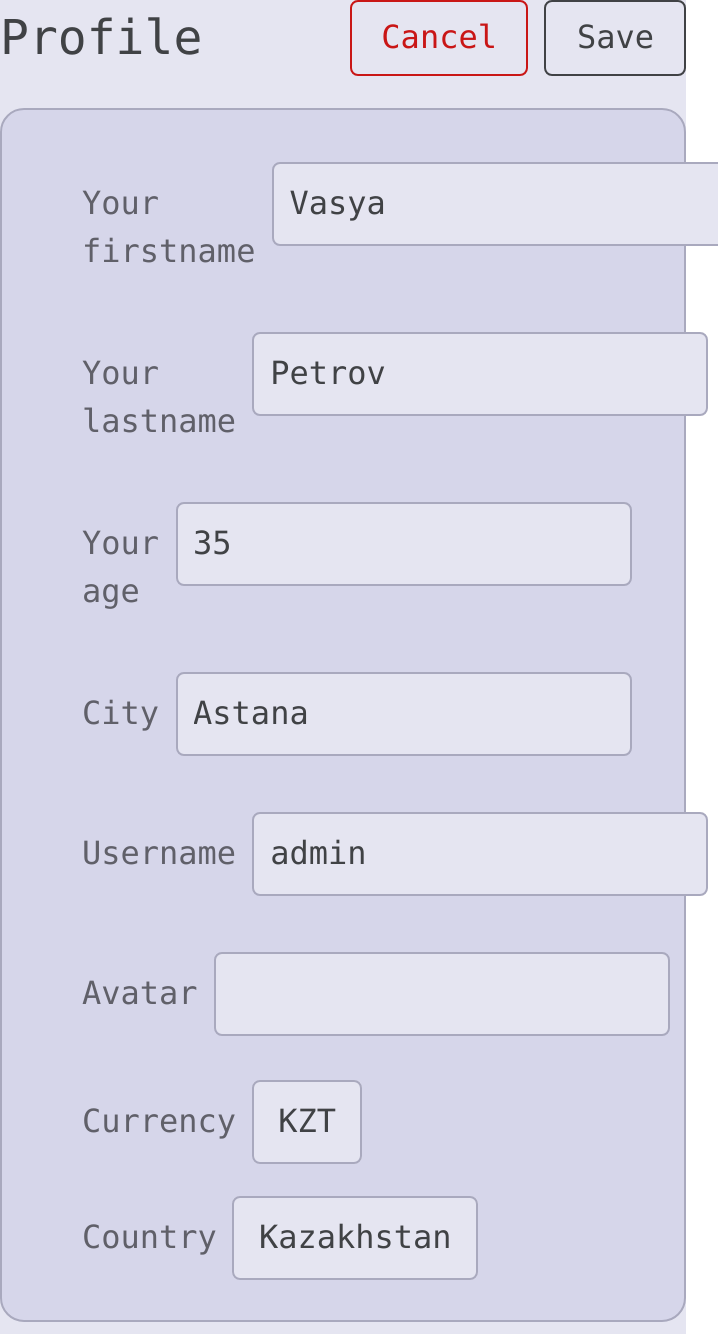 Profile Cancel Save
Your firstname Vasya
Your lastname Petrov
Your age 35
City Astana
Username admin
Avatar
Currency KZT
Country Kazakhstan